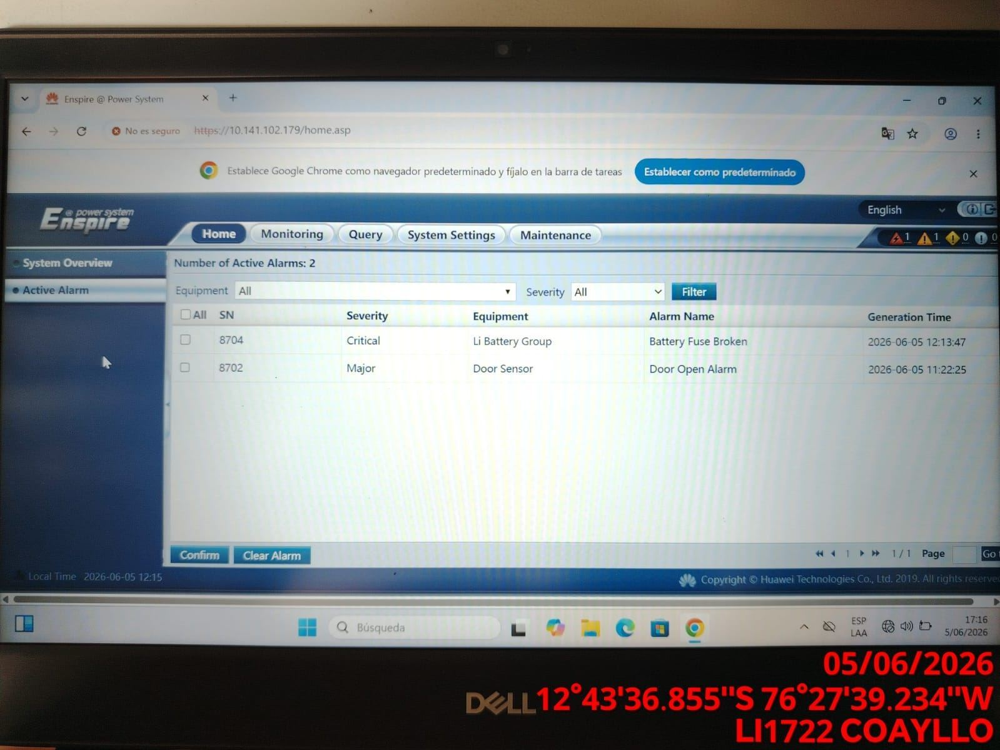 Enspire @ Power System
No es seguro https://10.141.102.179/home.asp
Establece Google Chrome como navegador predeterminado y fíjalo en la barra de tareas Establecer como predeterminado
Enspire @ power system
English
Home Monitoring Query System Settings Maintenance
1 1 0 0
System Overview
Active Alarm
Number of Active Alarms: 2
Equipment All Severity All Filter
All SN Severity Equipment Alarm Name Generation Time
8704 Critical Li Battery Group Battery Fuse Broken 2026-06-05 12:13:47
8702 Major Door Sensor Door Open Alarm 2026-06-05 11:22:25
Confirm Clear Alarm
1 1 / 1 Page Go
Local Time 2026-06-05 12:15
Copyright © Huawei Technologies Co., Ltd. 2019. All rights reserve
Búsqueda
ESP
LAA
17:16
5/06/2026
DELL
05/06/2026
12°43'36.855"S 76°27'39.234"W
LI1722 COAYLLO